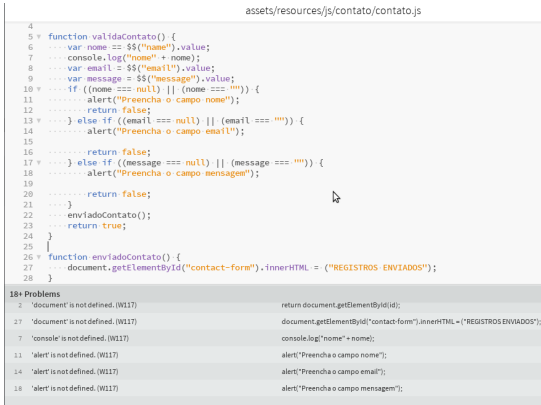 assets/resources/js/contato/contato.js
4
5 function validaContato() {
6 var nome == $$("name").value;
7 console.log("nome" + nome);
8 var email = $$("email").value;
9 var message = $$("message").value;
10 if ((nome === null) || (nome === "")) {
11 alert("Preencha o campo nome");
12 return false;
13 } else if ((email === null) || (email === "")) {
14 alert("Preencha o campo email");
15
16 return false;
17 } else if ((message === null) || (message === "")) {
18 alert("Preencha o campo mensagem");
19
20 return false;
21 }
22 enviadoContato();
23 return true;
24 }
25
26 function enviadoContato() {
27 document.getElementById("contact-form").innerHTML = ("REGISTROS ENVIADOS");
28 }
18+ Problems
2 'document' is not defined. (W117) return document.getElementById(id);
27 'document' is not defined. (W117) document.getElementById("contact-form").innerHTML = ("REGISTROS ENVIADOS");
7 'console' is not defined. (W117) console.log("nome" + nome);
11 'alert' is not defined. (W117) alert("Preencha o campo nome");
14 'alert' is not defined. (W117) alert("Preencha o campo email");
18 'alert' is not defined. (W117) alert("Preencha o campo mensagem");